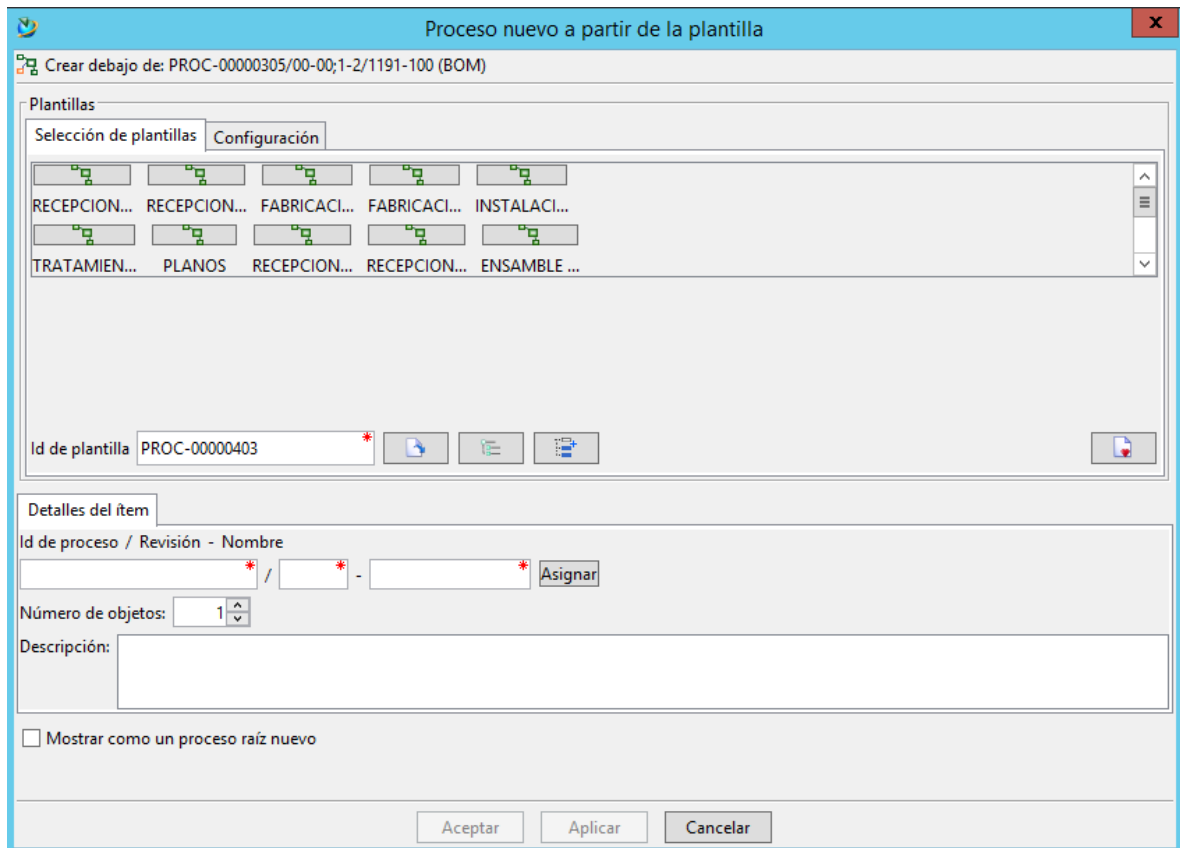 Proceso nuevo a partir de la plantilla
x
Crear debajo de: PROC-00000305/00-00;1-2/1191-100 (BOM)
Plantillas
Selección de plantillas Configuración
RECEPCION... RECEPCION... FABRICACI... FABRICACI... INSTALACI...
TRATAMIEN... PLANOS RECEPCION... RECEPCION... ENSAMBLE ...
Id de plantilla PROC-00000403 *
Detalles del ítem
Id de proceso / Revisión - Nombre
* / * - * Asignar
Número de objetos: 1
Descripción:
Mostrar como un proceso raíz nuevo
Aceptar Aplicar Cancelar